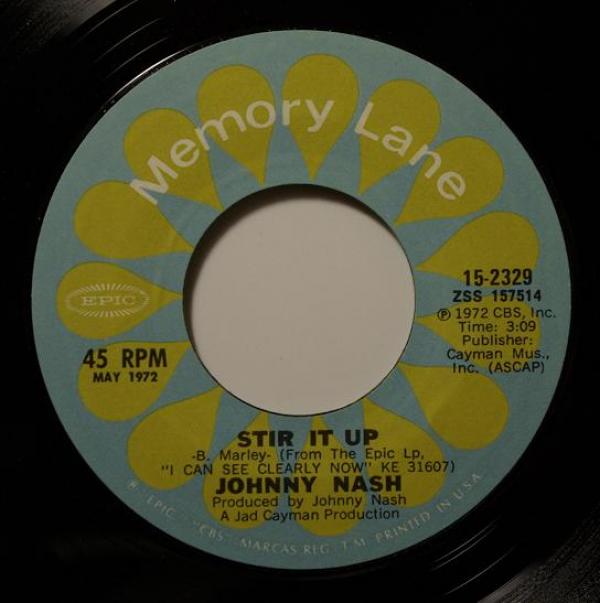 Memory Lane
EPIC
45 RPM
MAY 1972
15-2329
ZSS 157514
℗ 1972 CBS, Inc.
Time: 3:09
Publisher:
Cayman Mus.,
Inc. (ASCAP)
STIR IT UP
-B. Marley- (From The Epic Lp,
"I CAN SEE CLEARLY NOW" KE 31607)
JOHNNY NASH
Produced by Johnny Nash
A Jad Cayman Production
EPIC, "CBS" MARCAS REG. T.M. PRINTED IN U.S.A.